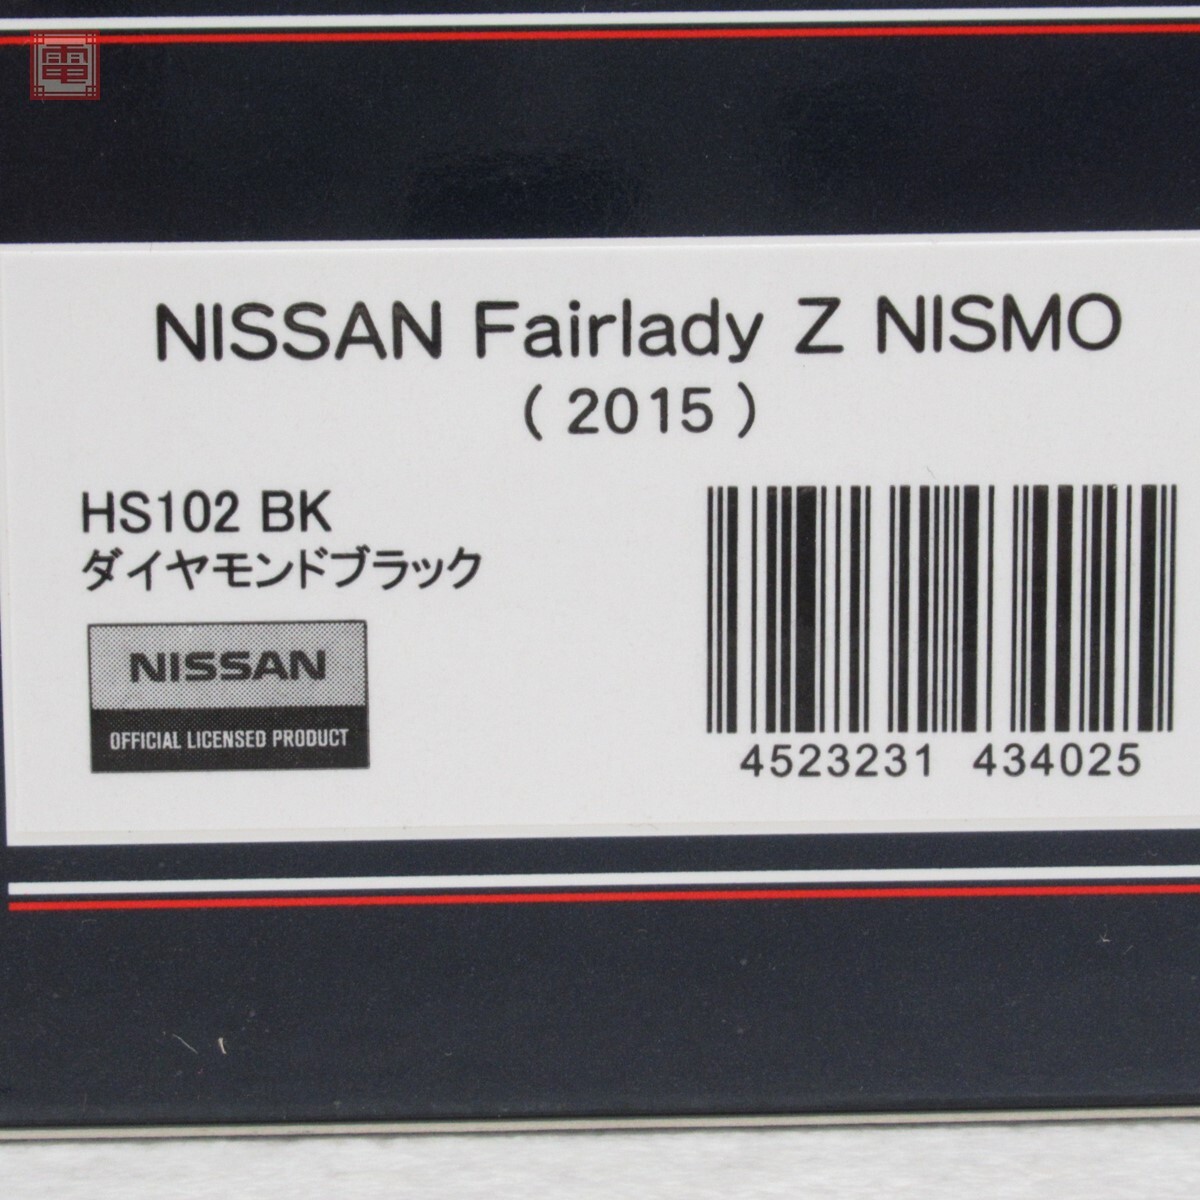 NISSAN Fairlady Z NISMO
( 2015 )
HS102 BK
ダイヤモンドブラック
NISSAN
OFFICIAL LICENSED PRODUCT
4523231 434025